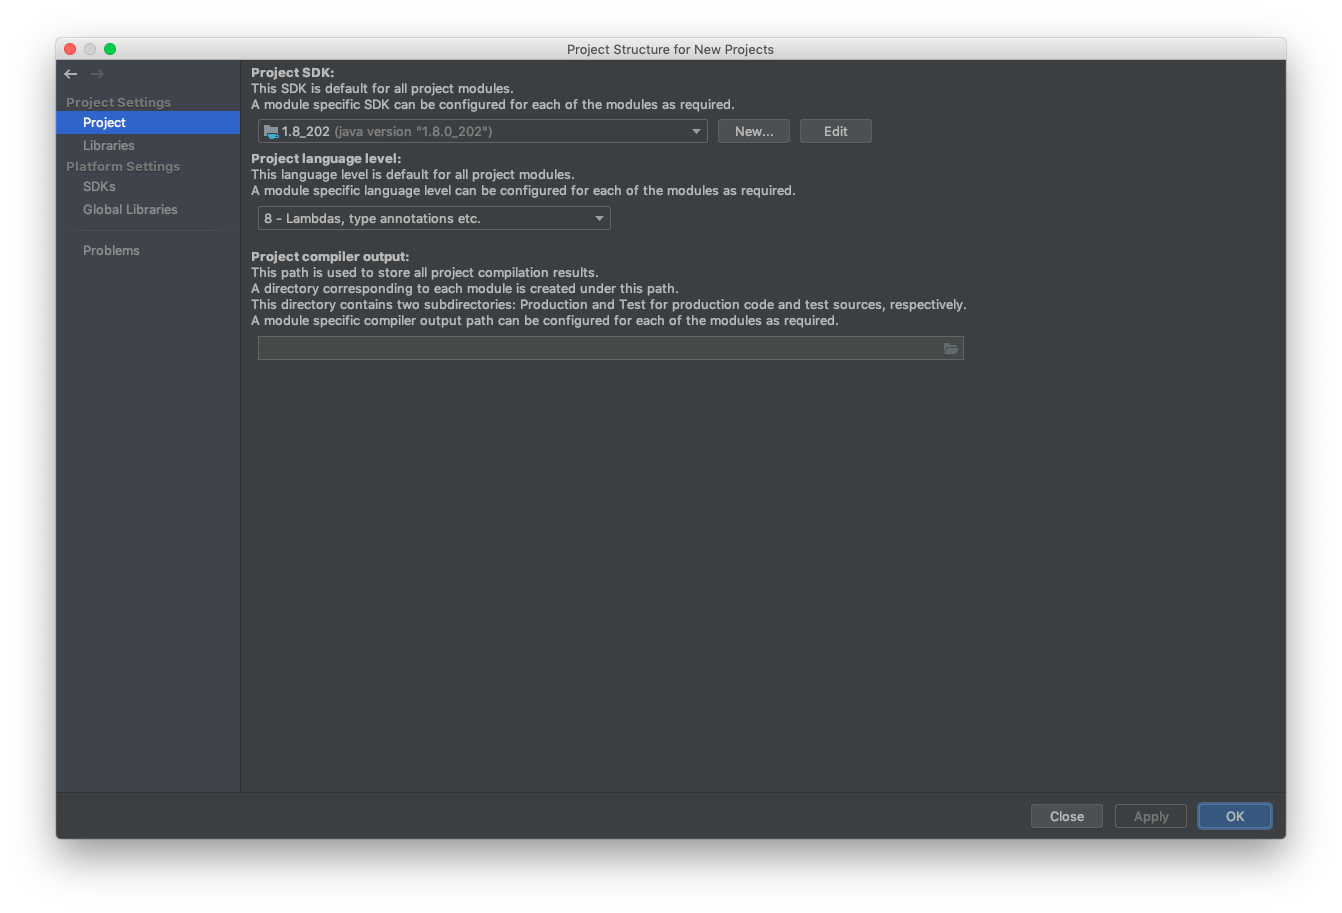 Project Structure for New Projects
Project Settings
Project
Libraries
Platform Settings
SDKs
Global Libraries
Problems
Project SDK:
This SDK is default for all project modules.
A module specific SDK can be configured for each of the modules as required.
1.8_202 (java version "1.8.0_202")
New...
Edit
Project language level:
This language level is default for all project modules.
A module specific language level can be configured for each of the modules as required.
8 - Lambdas, type annotations etc.
Project compiler output:
This path is used to store all project compilation results.
A directory corresponding to each module is created under this path.
This directory contains two subdirectories: Production and Test for production code and test sources, respectively.
A module specific compiler output path can be configured for each of the modules as required.
Close
Apply
OK